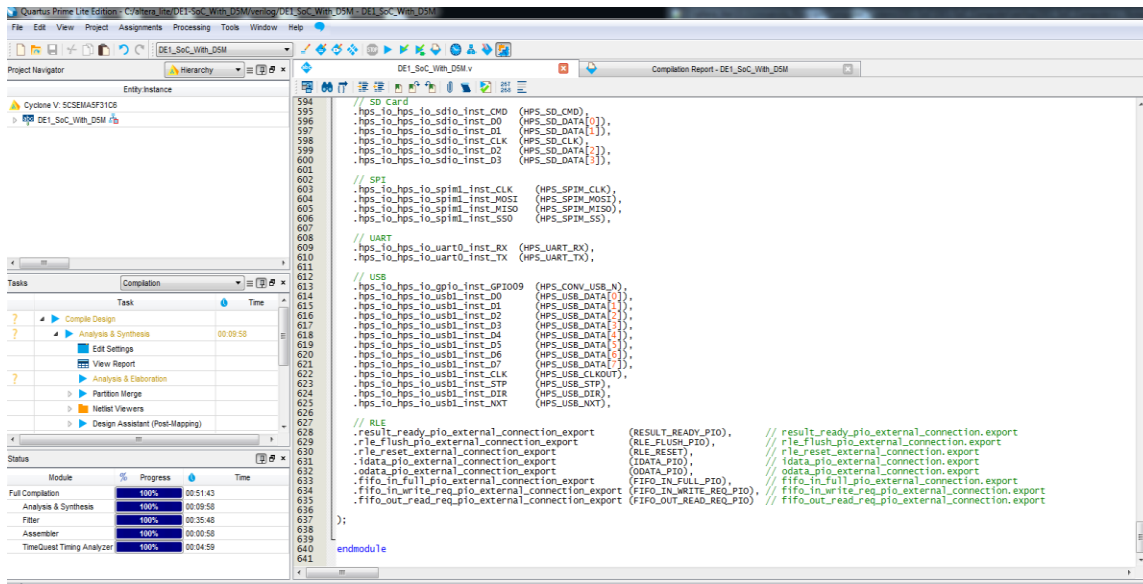 Quartus Prime Lite Edition - C:/altera_lite/DE1-SoC_With_D5M/verilog/DE1_SoC_With_D5M - DE1_SoC_With_D5M
File Edit View Project Assignments Processing Tools Window Help
DE1_SoC_With_D5M
Project Navigator Hierarchy
Entity:Instance
Cyclone V: 5CSEMA5F31C6
DE1_SoC_With_D5M
Tasks Compilation
Task Time
? Compile Design
? Analysis & Synthesis 00:09:58
Edit Settings
View Report
? Analysis & Elaboration
Partition Merge
Netlist Viewers
Design Assistant (Post-Mapping)
Status
Module % Progress Time
Full Compilation 100% 00:51:43
Analysis & Synthesis 100% 00:09:58
Fitter 100% 00:35:48
Assembler 100% 00:00:58
TimeQuest Timing Analyzer 100% 00:04:59
DE1_SoC_With_D5M.v Compilation Report - DE1_SoC_With_D5M
594 // SD Card
595 .hps_io_hps_io_sdio_inst_CMD (HPS_SD_CMD),
596 .hps_io_hps_io_sdio_inst_D0 (HPS_SD_DATA[0]),
597 .hps_io_hps_io_sdio_inst_D1 (HPS_SD_DATA[1]),
598 .hps_io_hps_io_sdio_inst_CLK (HPS_SD_CLK),
599 .hps_io_hps_io_sdio_inst_D2 (HPS_SD_DATA[2]),
600 .hps_io_hps_io_sdio_inst_D3 (HPS_SD_DATA[3]),
601
602 // SPI
603 .hps_io_hps_io_spim1_inst_CLK (HPS_SPIM_CLK),
604 .hps_io_hps_io_spim1_inst_MOSI (HPS_SPIM_MOSI),
605 .hps_io_hps_io_spim1_inst_MISO (HPS_SPIM_MISO),
606 .hps_io_hps_io_spim1_inst_SS0 (HPS_SPIM_SS),
607
608 // UART
609 .hps_io_hps_io_uart0_inst_RX (HPS_UART_RX),
610 .hps_io_hps_io_uart0_inst_TX (HPS_UART_TX),
611
612 // USB
613 .hps_io_hps_io_gpio_inst_GPIO09 (HPS_CONV_USB_N),
614 .hps_io_hps_io_usb1_inst_D0 (HPS_USB_DATA[0]),
615 .hps_io_hps_io_usb1_inst_D1 (HPS_USB_DATA[1]),
616 .hps_io_hps_io_usb1_inst_D2 (HPS_USB_DATA[2]),
617 .hps_io_hps_io_usb1_inst_D3 (HPS_USB_DATA[3]),
618 .hps_io_hps_io_usb1_inst_D4 (HPS_USB_DATA[4]),
619 .hps_io_hps_io_usb1_inst_D5 (HPS_USB_DATA[5]),
620 .hps_io_hps_io_usb1_inst_D6 (HPS_USB_DATA[6]),
621 .hps_io_hps_io_usb1_inst_D7 (HPS_USB_DATA[7]),
622 .hps_io_hps_io_usb1_inst_CLK (HPS_USB_CLKOUT),
623 .hps_io_hps_io_usb1_inst_STP (HPS_USB_STP),
624 .hps_io_hps_io_usb1_inst_DIR (HPS_USB_DIR),
625 .hps_io_hps_io_usb1_inst_NXT (HPS_USB_NXT),
626
627 // RLE
628 .result_ready_pio_external_connection_export (RESULT_READY_PIO), // result_ready_pio_external_connection.export
629 .rle_flush_pio_external_connection_export (RLE_FLUSH_PIO), // rle_flush_pio_external_connection.export
630 .rle_reset_external_connection_export (RLE_RESET), // rle_reset_external_connection.export
631 .idata_pio_external_connection_export (IDATA_PIO), // idata_pio_external_connection.export
632 .odata_pio_external_connection_export (ODATA_PIO), // odata_pio_external_connection.export
633 .fifo_in_full_pio_external_connection_export (FIFO_IN_FULL_PIO), // fifo_in_full_pio_external_connection.export
634 .fifo_in_write_req_pio_external_connection_export (FIFO_IN_WRITE_REQ_PIO), // fifo_in_write_req_pio_external_connection.export
635 .fifo_out_read_req_pio_external_connection_export (FIFO_OUT_READ_REQ_PIO) // fifo_out_read_req_pio_external_connection.export
636
637 );
638
639
640 endmodule
641